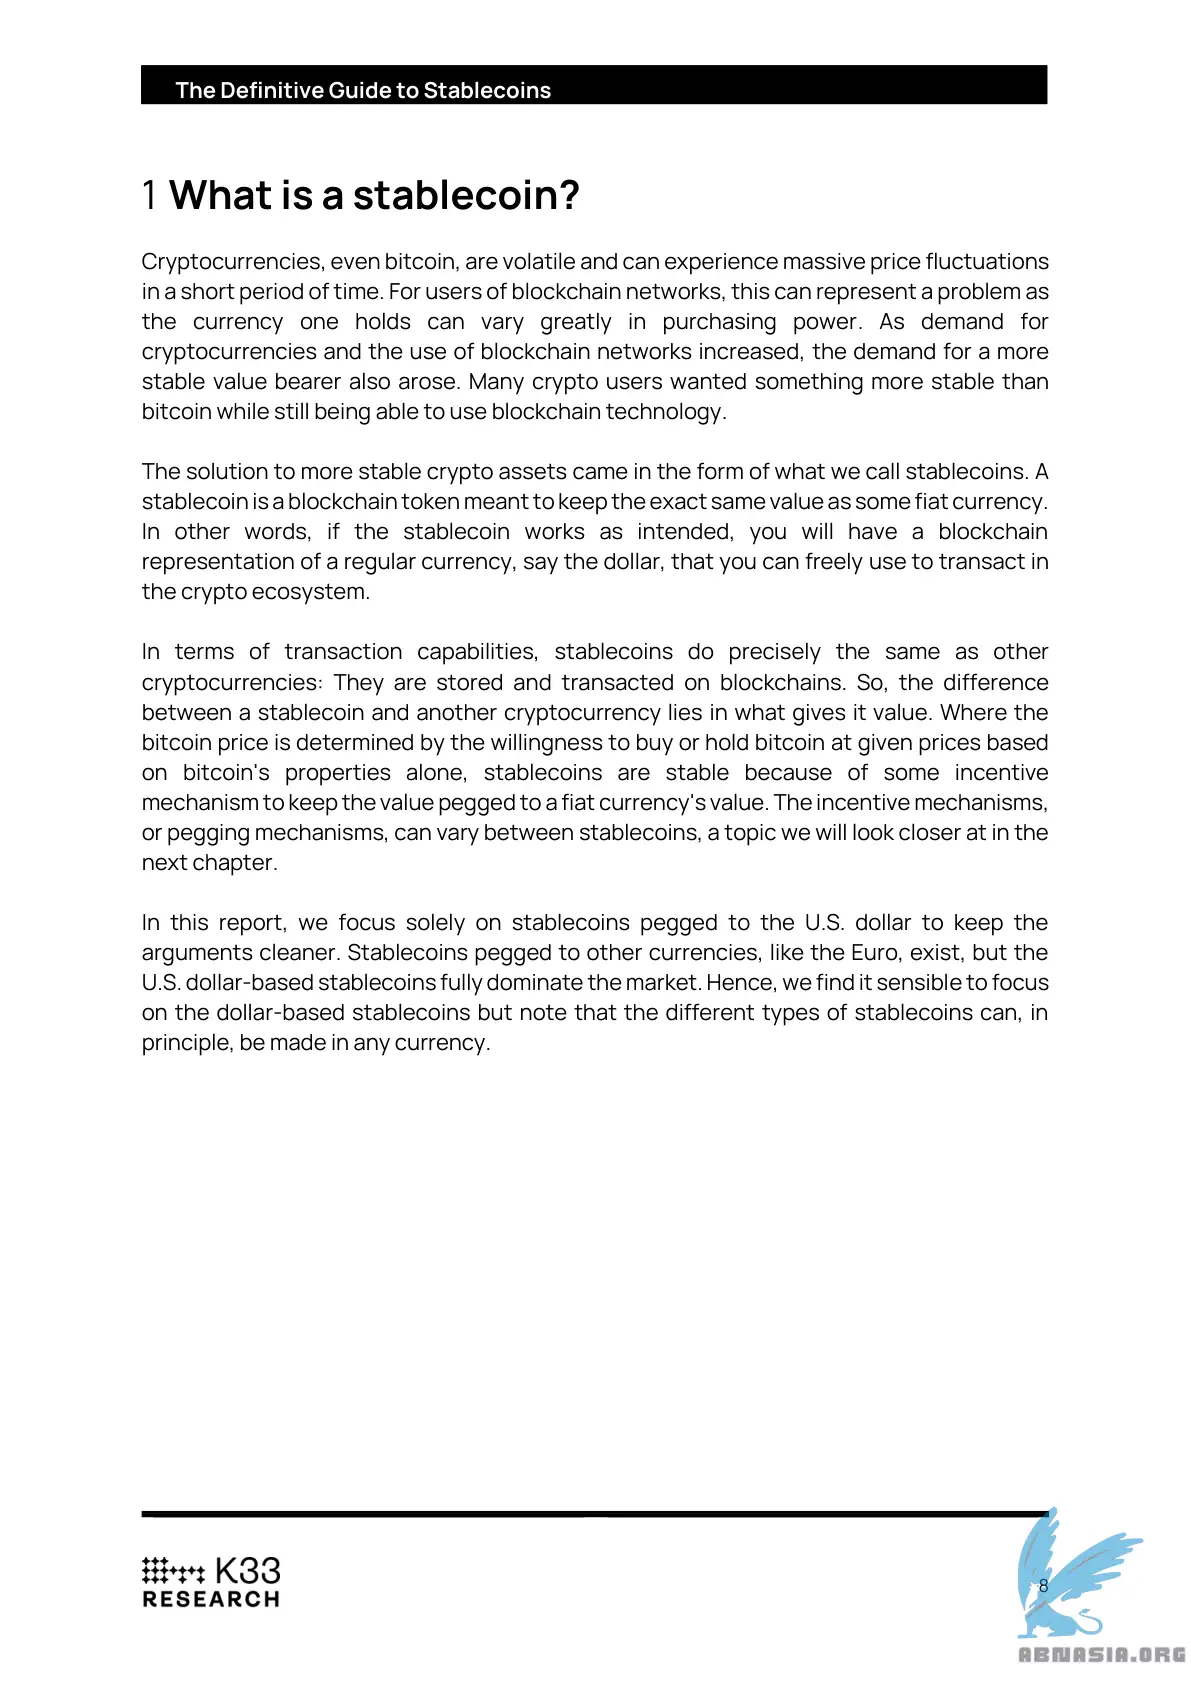 The Definitive Guide to Stablecoins
1 What is a stablecoin?
Cryptocurrencies, even bitcoin, are volatile and can experience massive price fluctuations
in a short period of time. For users of blockchain networks, this can represent a problem as
the currency one holds can vary greatly in purchasing power. As demand for
cryptocurrencies and the use of blockchain networks increased, the demand for a more
stable value bearer also arose. Many crypto users wanted something more stable than
bitcoin while still being able to use blockchain technology.
The solution to more stable crypto assets came in the form of what we call stablecoins. A
stablecoin is a blockchain token meant to keep the exact same value as some fiat currency.
In other words, if the stablecoin works as intended, you will have a blockchain
representation of a regular currency, say the dollar, that you can freely use to transact in
the crypto ecosystem.
In terms of transaction capabilities, stablecoins do precisely the same as other
cryptocurrencies: They are stored and transacted on blockchains. So, the difference
between a stablecoin and another cryptocurrency lies in what gives it value. Where the
bitcoin price is determined by the willingness to buy or hold bitcoin at given prices based
on bitcoin's properties alone, stablecoins are stable because of some incentive
mechanism to keep the value pegged to a fiat currency's value. The incentive mechanisms,
or pegging mechanisms, can vary between stablecoins, a topic we will look closer at in the
next chapter.
In this report, we focus solely on stablecoins pegged to the U.S. dollar to keep the
arguments cleaner. Stablecoins pegged to other currencies, like the Euro, exist, but the
U.S. dollar-based stablecoins fully dominate the market. Hence, we find it sensible to focus
on the dollar-based stablecoins but note that the different types of stablecoins can, in
principle, be made in any currency.
K33
RESEARCH
8
ABNASIA.ORG